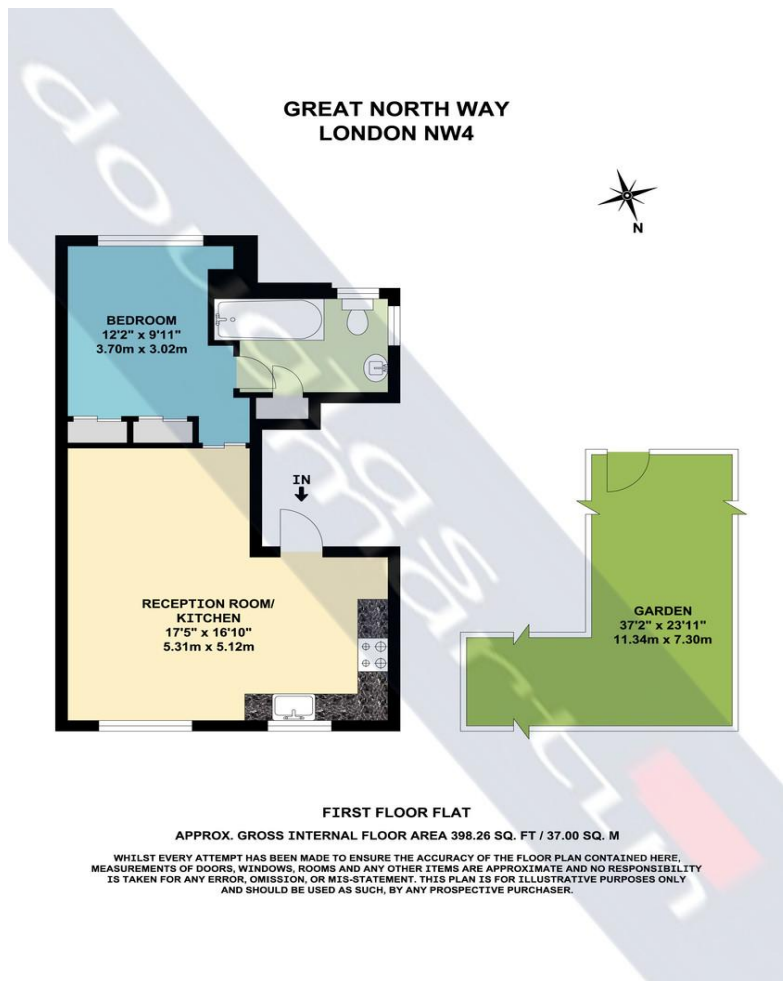 GREAT NORTH WAY
LONDON NW4
N
BEDROOM
12'2" x 9'11"
3.70m x 3.02m
IN
RECEPTION ROOM/
KITCHEN
17'5" x 16'10"
5.31m x 5.12m
GARDEN
37'2" x 23'11"
11.34m x 7.30m
douglas martin
FIRST FLOOR FLAT
APPROX. GROSS INTERNAL FLOOR AREA 398.26 SQ. FT / 37.00 SQ. M
WHILST EVERY ATTEMPT HAS BEEN MADE TO ENSURE THE ACCURACY OF THE FLOOR PLAN CONTAINED HERE,
MEASUREMENTS OF DOORS, WINDOWS, ROOMS AND ANY OTHER ITEMS ARE APPROXIMATE AND NO RESPONSIBILITY
IS TAKEN FOR ANY ERROR, OMISSION, OR MIS-STATEMENT. THIS PLAN IS FOR ILLUSTRATIVE PURPOSES ONLY
AND SHOULD BE USED AS SUCH, BY ANY PROSPECTIVE PURCHASER.